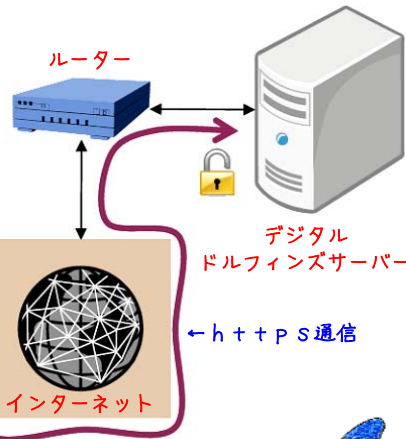 ルーター
デジタル
ドルフィンズサーバー
←ｈｔｔｐｓ通信
インターネット